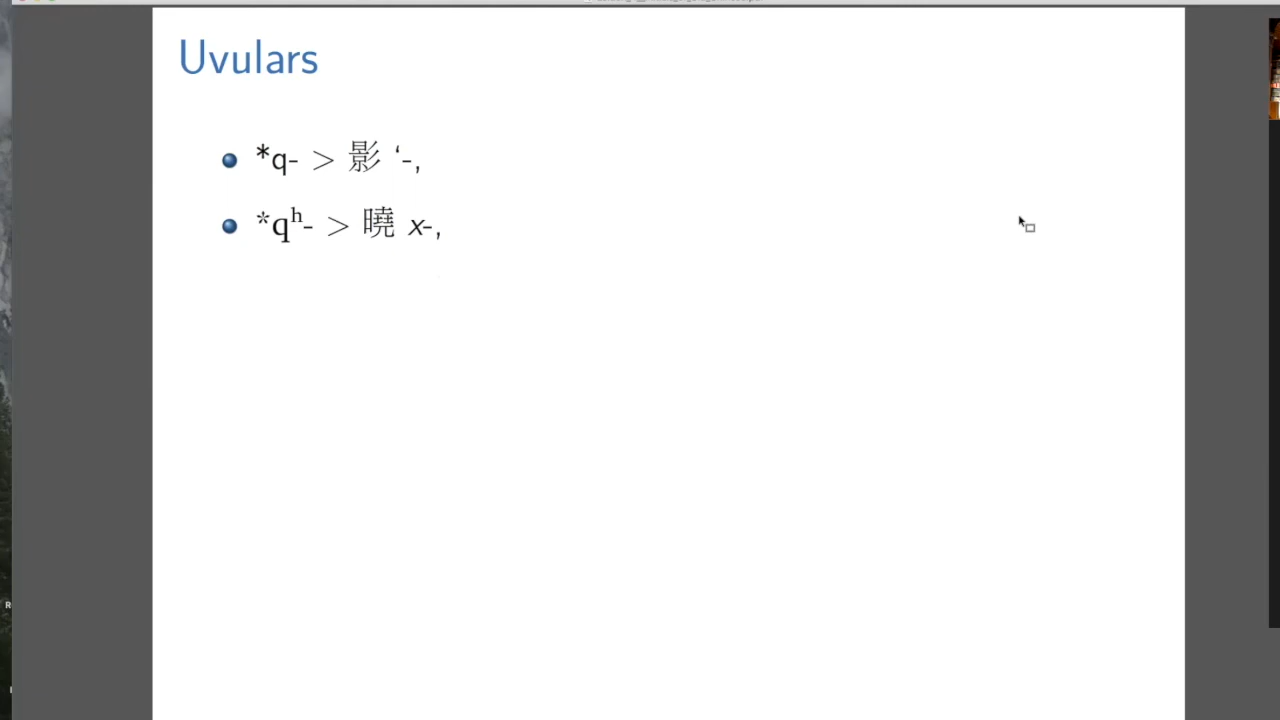 Uvulars
*q- > 影 ‘-,
*qʰ- > 曉 x-,